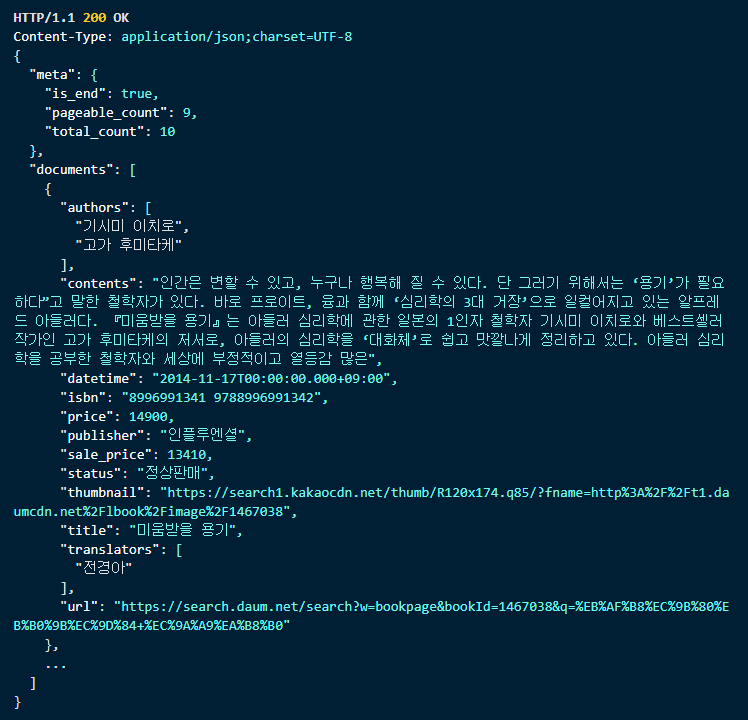 HTTP/1.1 200 OK
Content-Type: application/json;charset=UTF-8
{
  "meta": {
    "is_end": true,
    "pageable_count": 9,
    "total_count": 10
  },
  "documents": [
    {
      "authors": [
        "기시미 이치로",
        "고가 후미타케"
      ],
      "contents": "인간은 변할 수 있고, 누구나 행복해 질 수 있다. 단 그러기 위해서는 ‘용기’가 필요
하다”고 말한 철학자가 있다. 바로 프로이트, 융과 함께 ‘심리학의 3대 거장’으로 일컬어지고 있는 알프레
드 아들러다. 『미움받을 용기』는 아들러 심리학에 관한 일본의 1인자 철학자 기시미 이치로와 베스트셀러
작가인 고가 후미타케의 저서로, 아들러의 심리학을 ‘대화체’로 쉽고 맛깔나게 정리하고 있다. 아들러 심리
학을 공부한 철학자와 세상에 부정적이고 열등감 많은",
      "datetime": "2014-11-17T00:00:00.000+09:00",
      "isbn": "8996991341 9788996991342",
      "price": 14900,
      "publisher": "인플루엔셜",
      "sale_price": 13410,
      "status": "정상판매",
      "thumbnail": "https://search1.kakaocdn.net/thumb/R120x174.q85/?fname=http%3A%2F%2Ft1.da
umcdn.net%2Flbook%2Fimage%2F1467038",
      "title": "미움받을 용기",
      "translators": [
        "전경아"
      ],
      "url": "https://search.daum.net/search?w=bookpage&bookId=1467038&q=%EB%AF%B8%EC%9B%80%E
B%B0%9B%EC%9D%84+%EC%9A%A9%EA%B8%B0"
    },
    ...
  ]
}